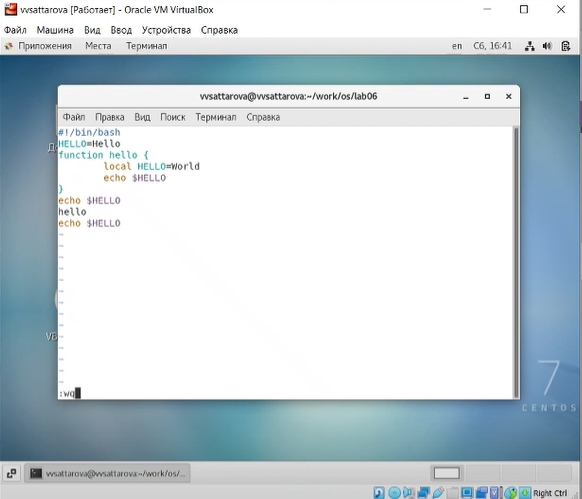 vvsattarova [Работает] - Oracle VM VirtualBox
Файл Машина Вид Ввод Устройства Справка
Приложения Места Терминал en Сб, 16:41
vvsattarova@vvsattarova:~/work/os/lab06
Файл Правка Вид Поиск Терминал Справка
#!/bin/bash
HELLO=Hello
function hello {
local HELLO=World
echo $HELLO
}
echo $HELLO
hello
echo $HELLO
~
~
~
~
~
~
~
~
~
~
~
~
~
~
:wq
7
CENTOS
vvsattarova@vvsattarova:~/work/os/...
Right Ctrl